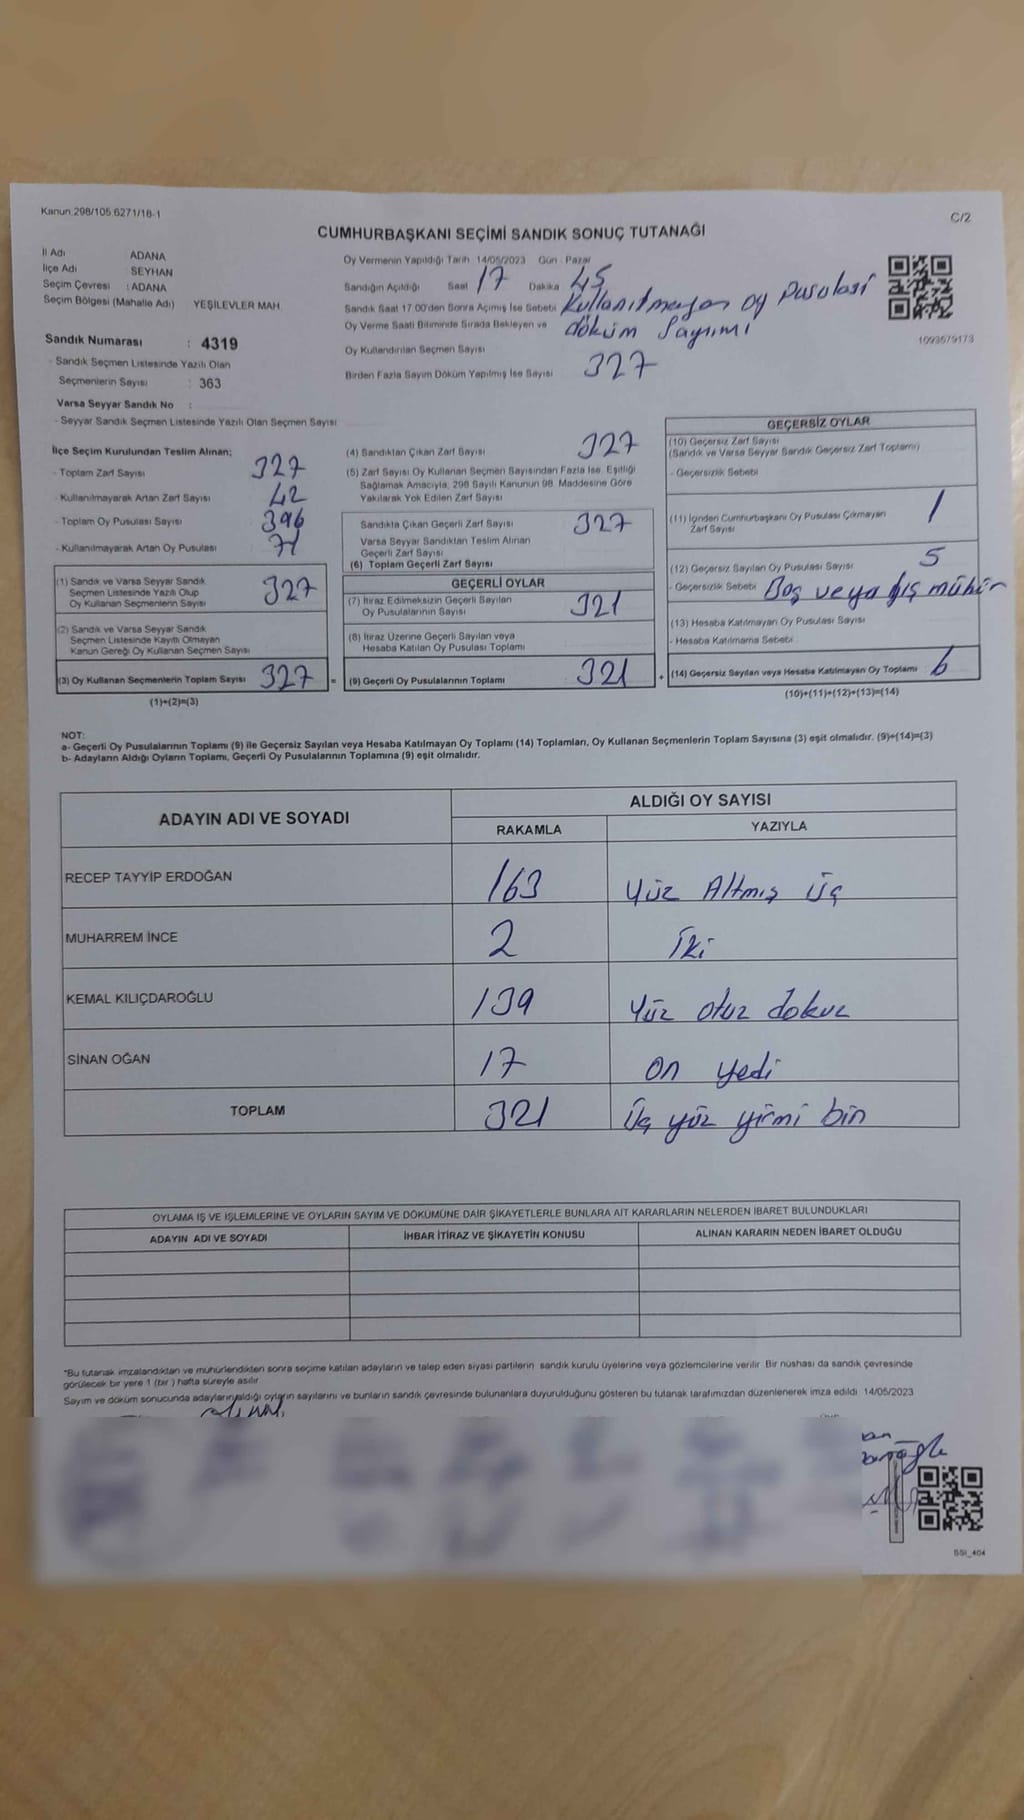 Kanun 298/105 6271/18-1
C/2
CUMHURBAŞKANI SEÇİMİ SANDIK SONUÇ TUTANAĞI
İl Adı ADANA
İlçe Adı SEYHAN
Seçim Çevresi : ADANA
Seçim Bölgesi (Mahalle Adı) YEŞİLEVLER MAH.
Sandık Numarası : 4319
- Sandık Seçmen Listesinde Yazılı Olan
Seçmenlerin Sayısı : 363
Varsa Seyyar Sandık No :
- Seyyar Sandık Seçmen Listesinde Yazılı Olan Seçmen Sayısı
Oy Vermenin Yapıldığı Tarih 14/05/2023 Gün : Pazar
Sandığın Açıldığı Saat 17 Dakika 45
Sandık Saat 17.00'den Sonra Açımış İse Sebebi Kullanılmayan oy Pusulası
Oy Verme Saati Bitiminde Sırada Bekleyen ve döküm Sayımı
Oy Kullandırılan Seçmen Sayısı
Birden Fazla Sayım Döküm Yapılmış İse Sayısı 327
1093679173
İlçe Seçim Kurulundan Teslim Alınan;
- Toplam Zarf Sayısı 327
- Kullanılmayarak Artan Zarf Sayısı 42
- Toplam Oy Pusulası Sayısı 396
- Kullanılmayarak Artan Oy Pusulası 71
(1) Sandık ve Varsa Seyyar Sandık
Seçmen Listesinde Yazılı Olup
Oy Kullanan Seçmenlerin Sayısı 327
(2) Sandık ve Varsa Seyyar Sandık
Seçmen Listesinde Kayıtlı Olmayan
Kanun Gereği Oy Kullanan Seçmen Sayısı
(3) Oy Kullanan Seçmenlerin Toplam Sayısı 327 =
(1)+(2)=(3)
(4) Sandıktan Çıkan Zarf Sayısı 327
(5) Zarf Sayısı Oy Kullanan Seçmen Sayısından Fazla İse, Eşitliği
Sağlamak Amacıyla, 298 Sayılı Kanunun 98. Maddesine Göre
Yakılarak Yok Edilen Zarf Sayısı
Sandıkta Çıkan Geçerli Zarf Sayısı 327
Varsa Seyyar Sandıktan Teslim Alınan
Geçerli Zarf Sayısı
(6) Toplam Geçerli Zarf Sayısı
GEÇERLİ OYLAR
(7) İtiraz Edilmeksizin Geçerli Sayılan
Oy Pusulalarının Sayısı 321
(8) İtiraz Üzerine Geçerli Sayılan veya
Hesaba Katılan Oy Pusulası Toplamı
(9) Geçerli Oy Pusulalarının Toplamı 321 +
GEÇERSİZ OYLAR
(10) Geçersiz Zarf Sayısı
(Sandık ve Varsa Seyyar Sandık Geçersiz Zarf Toplamı)
- Geçersizlik Sebebi
(11) İçinden Cumhurbaşkanı Oy Pusulası Çıkmayan
Zarf Sayısı 1
(12) Geçersiz Sayılan Oy Pusulası Sayısı 5
- Geçersizlik Sebebi Boş veya dış mühür
(13) Hesaba Katılmayan Oy Pusulası Sayısı
- Hesaba Katılmama Sebebi
(14) Geçersiz Sayılan veya Hesaba Katılmayan Oy Toplamı 6
(10)+(11)+(12)+(13)=(14)
NOT:
a- Geçerli Oy Pusulalarının Toplamı (9) ile Geçersiz Sayılan veya Hesaba Katılmayan Oy Toplamı (14) Toplamları, Oy Kullanan Seçmenlerin Toplam Sayısına (3) eşit olmalıdır. (9)+(14)=(3)
b- Adayların Aldığı Oyların Toplamı, Geçerli Oy Pusulalarının Toplamına (9) eşit olmalıdır.
ADAYIN ADI VE SOYADI
ALDIĞI OY SAYISI
RAKAMLA YAZIYLA
RECEP TAYYİP ERDOĞAN 163 Yüz Altmış Üç
MUHARREM İNCE 2 İki
KEMAL KILIÇDAROĞLU 139 Yüz otuz dokuz
SİNAN OĞAN 17 on yedi
TOPLAM 321 Üç yüz yirmi bin
OYLAMA İŞ VE İŞLEMLERİNE VE OYLARIN SAYIM VE DÖKÜMÜNE DAİR ŞİKAYETLERLE BUNLARA AİT KARARLARIN NELERDEN İBARET BULUNDUKLARI
ADAYIN ADI VE SOYADI İHBAR İTİRAZ VE ŞİKAYETİN KONUSU ALINAN KARARIN NEDEN İBARET OLDUĞU
*Bu tutanak imzalandıktan ve mühürlendikten sonra seçime katılan adayların ve talep eden siyasi partilerin sandık kurulu üyelerine veya gözlemcilerine verilir. Bir nüshası da sandık çevresinde
görülecek bir yere 1 (bir) hafta süreyle asılır.
Sayım ve döküm sonucunda adayların aldığı oyların sayılarını ve bunların sandık çevresinde bulunanlara duyurulduğunu gösteren bu tutanak tarafımızdan düzenlenerek imza edildi. 14/05/2023
SSI_404